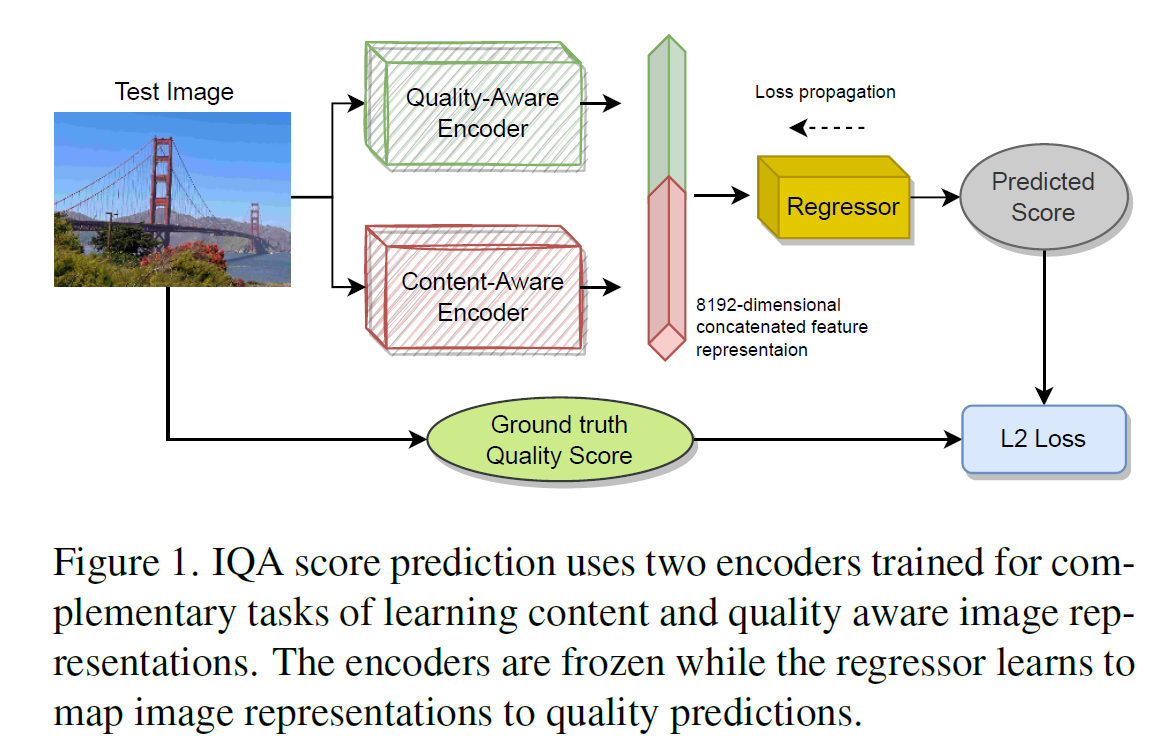 Test Image
Quality-Aware
Encoder
Content-Aware
Encoder
8192-dimensional
concatenated feature
representaion
Loss propagation
Regressor
Predicted
Score
Ground truth
Quality Score
L2 Loss
Figure 1. IQA score prediction uses two encoders trained for com-
plementary tasks of learning content and quality aware image rep-
resentations. The encoders are frozen while the regressor learns to
map image representations to quality predictions.